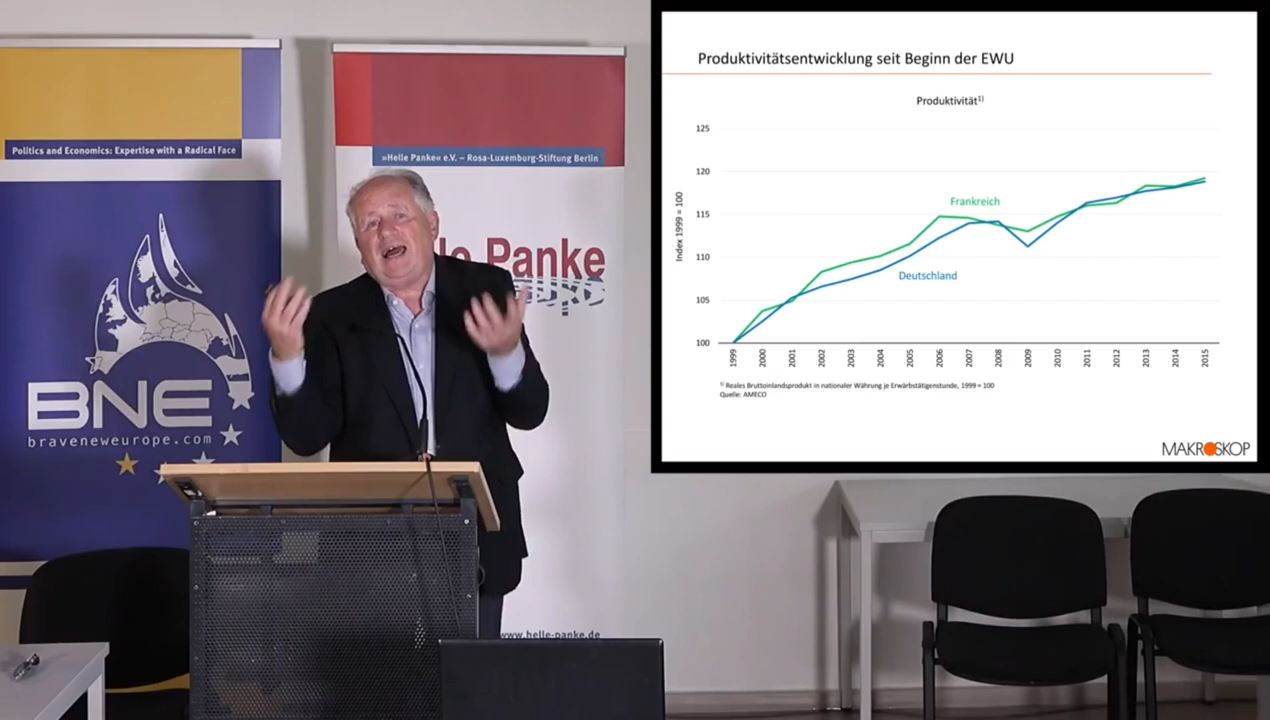 Politics and Economics: Expertise with a Radical Face
BNE
braveneweurope.com
»Helle Panke« e.V. – Rosa-Luxemburg-Stiftung Berlin
Panke
www.helle-panke.de
Produktivitätsentwicklung seit Beginn der EWU
Produktivität¹⁾
Index 1999 = 100
125
120
115
110
105
100
Frankreich
Deutschland
1999 2000 2001 2002 2003 2004 2005 2006 2007 2008 2009 2010 2011 2012 2013 2014 2015
¹⁾ Reales Bruttoinlandsprodukt in nationaler Währung je Erwärbstätigenstunde, 1999 = 100
Quelle: AMECO
MAKROSKOP